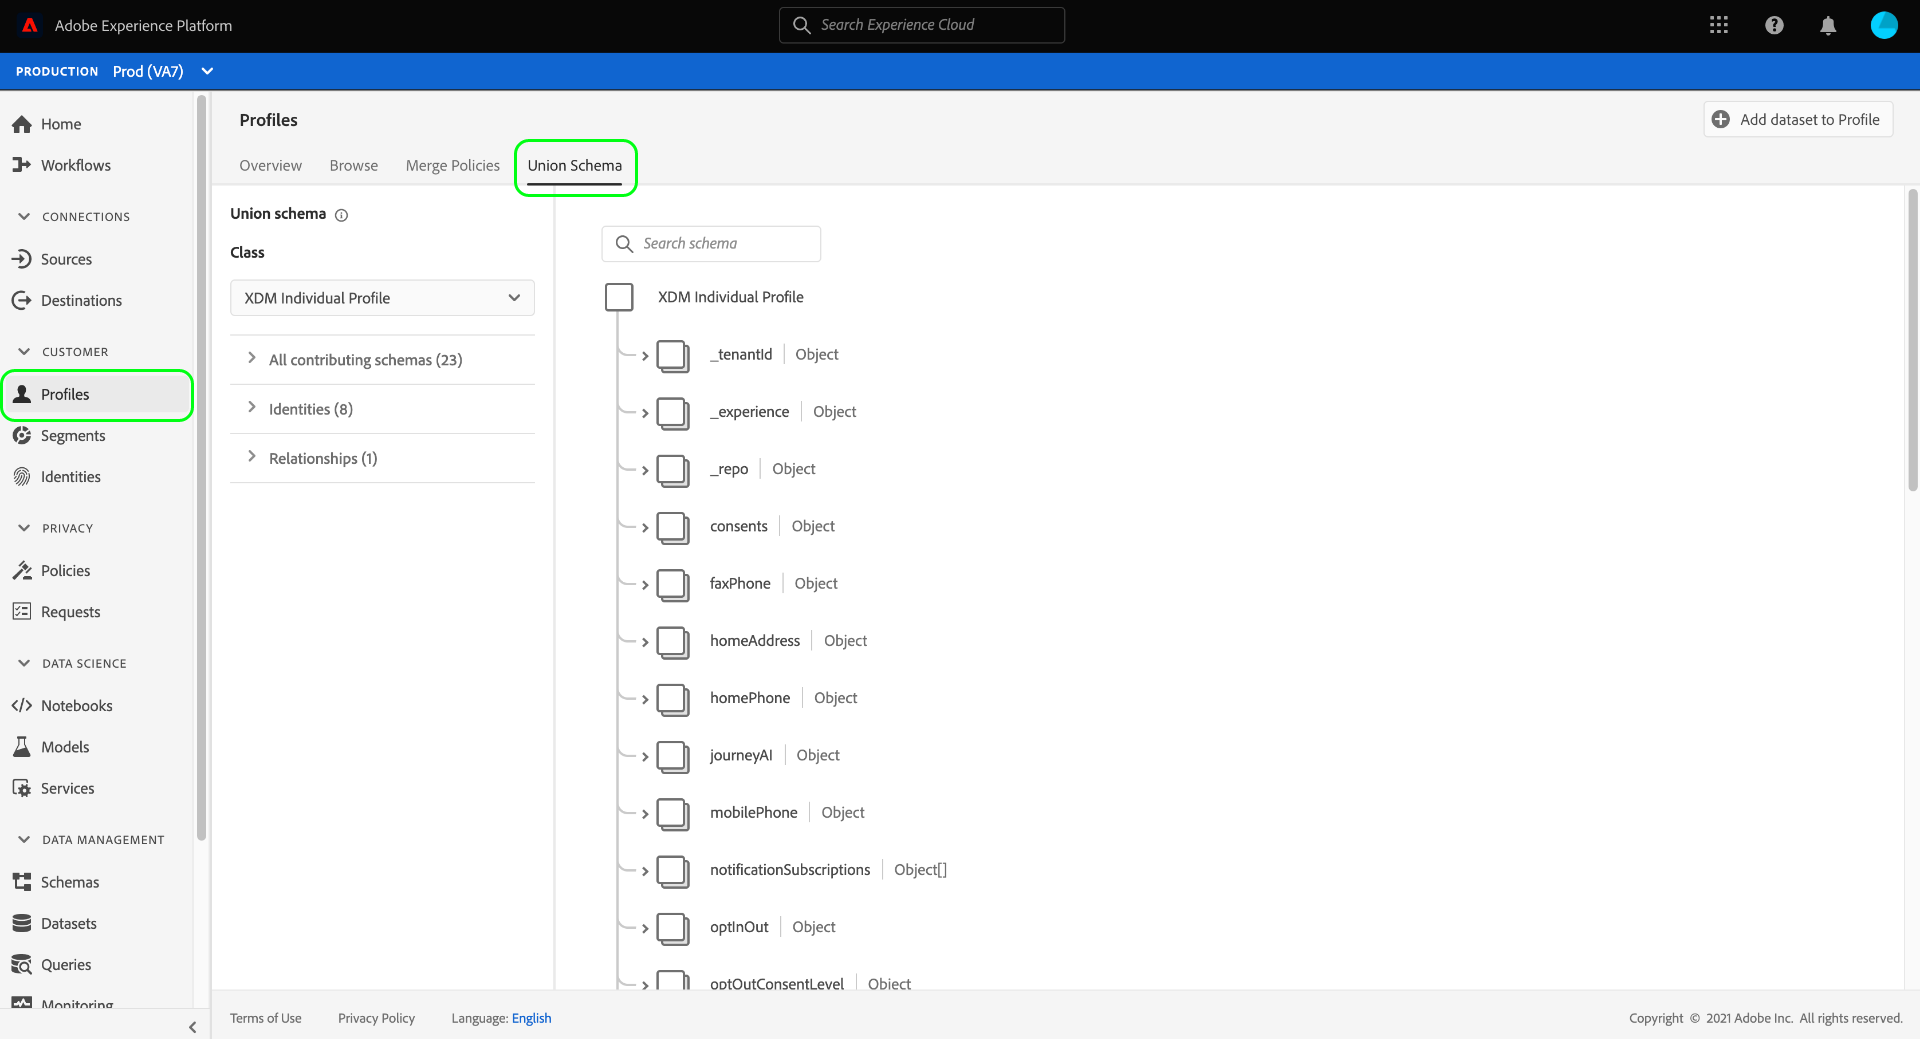 Adobe Experience Platform
Search Experience Cloud
PRODUCTION Prod (VA7)
Home
Workflows
CONNECTIONS
Sources
Destinations
CUSTOMER
Profiles
Segments
Identities
PRIVACY
Policies
Requests
DATA SCIENCE
Notebooks
Models
Services
DATA MANAGEMENT
Schemas
Datasets
Queries
Monitoring
Profiles
Add dataset to Profile
Overview Browse Merge Policies Union Schema
Union schema
Class
XDM Individual Profile
All contributing schemas (23)
Identities (8)
Relationships (1)
Search schema
XDM Individual Profile
_tenantId Object
_experience Object
_repo Object
consents Object
faxPhone Object
homeAddress Object
homePhone Object
journeyAI Object
mobilePhone Object
notificationSubscriptions Object[]
optInOut Object
optOutConsentLevel Object
Terms of Use Privacy Policy Language: English
Copyright © 2021 Adobe Inc. All rights reserved.